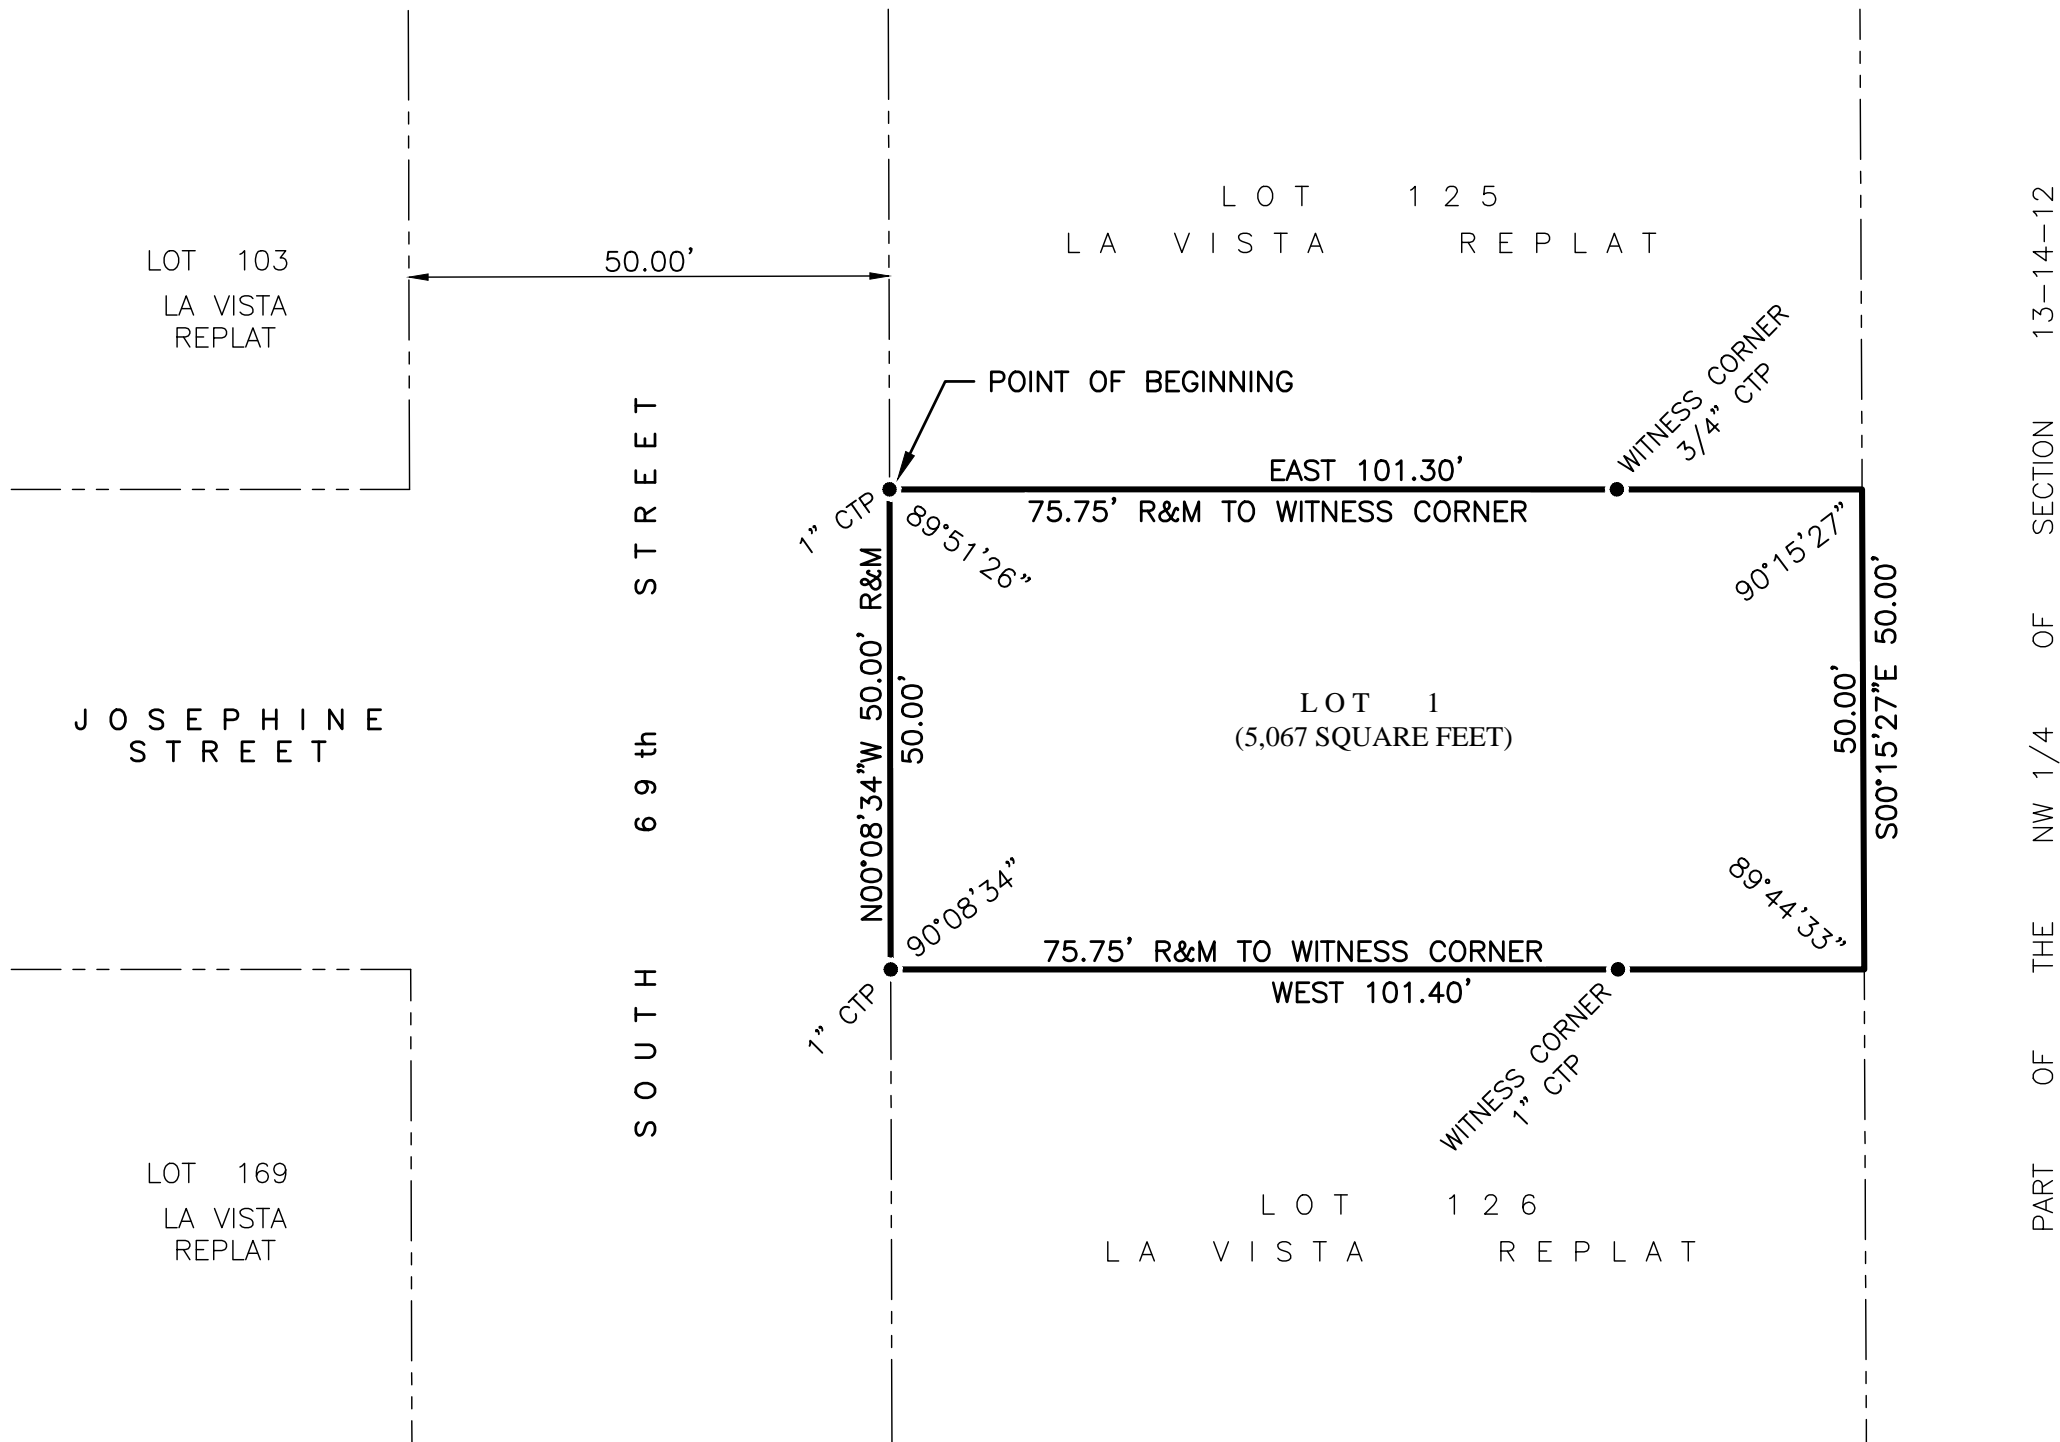 LOT 125
LA VISTA REPLAT
LOT 103
LA VISTA
REPLAT
50.00'
POINT OF BEGINNING
WITNESS CORNER
3/4" CTP
EAST 101.30'
75.75' R&M TO WITNESS CORNER
1" CTP
89°51'26"
90°15'27"
N00°08'34"W 50.00' R&M
50.00'
LOT 1
(5,067 SQUARE FEET)
50.00'
S00°15'27"E 50.00'
JOSEPHINE
STREET
SOUTH 69th STREET
90°08'34"
89°44'33"
75.75' R&M TO WITNESS CORNER
WEST 101.40'
1" CTP
WITNESS CORNER
1" CTP
LOT 169
LA VISTA
REPLAT
LOT 126
LA VISTA REPLAT
PART OF THE NW 1/4 OF SECTION 13-14-12